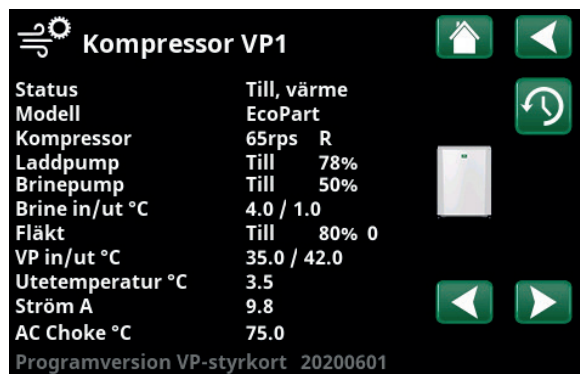 Kompressor VP1
Status Till, värme
Modell EcoPart
Kompressor 65rps R
Laddpump Till 78%
Brinepump Till 50%
Brine in/ut °C 4.0 / 1.0
Fläkt Till 80% 0
VP in/ut °C 35.0 / 42.0
Utetemperatur °C 3.5
Ström A 9.8
AC Choke °C 75.0
Programversion VP-styrkort 20200601